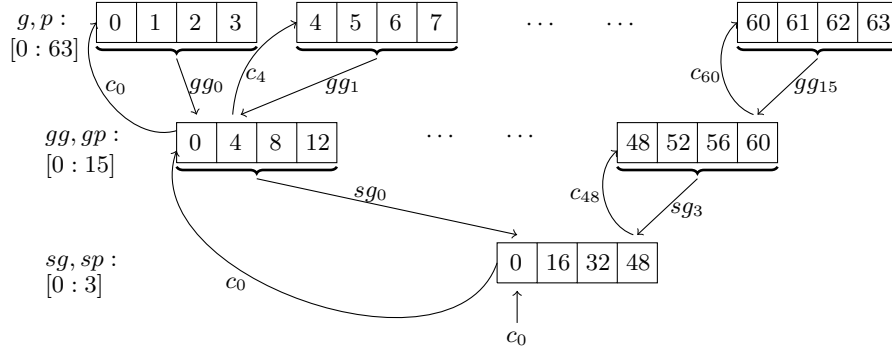 g, p :
[0 : 63]
0 1 2 3
4 5 6 7
... ...
60 61 62 63
c0
gg0
c4
gg1
c60
gg15
gg, gp :
[0 : 15]
0 4 8 12
... ...
48 52 56 60
sg0
c48
sg3
sg, sp :
[0 : 3]
c0
0 16 32 48
c0